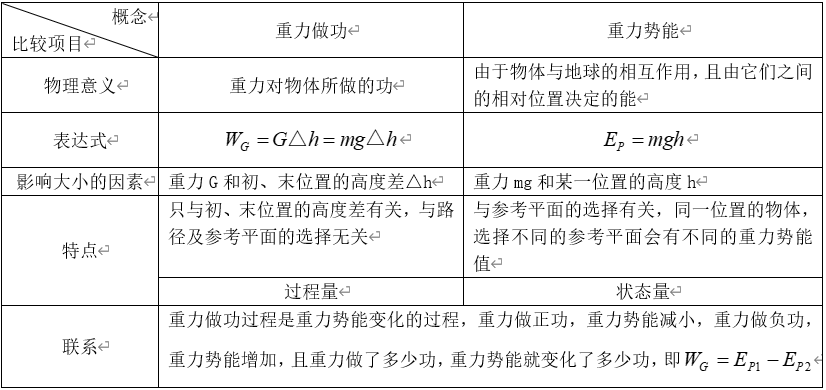 概念
比较项目
重力做功
重力势能
物理意义
重力对物体所做的功
由于物体与地球的相互作用，且由它们之间
的相对位置决定的能
表达式
W_G = G△h = mg△h
E_P = mgh
影响大小的因素
重力 G 和初、末位置的高度差△h
重力 mg 和某一位置的高度 h
特点
只与初、末位置的高度差有关，与路
径及参考平面的选择无关
与参考平面的选择有关，同一位置的物体，
选择不同的参考平面会有不同的重力势能
值
过程量
状态量
联系
重力做功过程是重力势能变化的过程，重力做正功，重力势能减小，重力做负功，
重力势能增加，且重力做了多少功，重力势能就变化了多少功，即 W_G = E_{P1} − E_{P2}